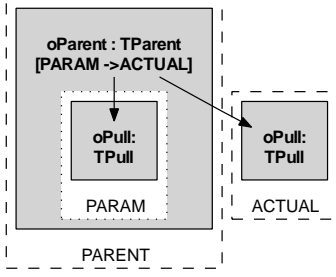 oParent : TParent
[PARAM ->ACTUAL]
oPull:
TPull
PARAM
oPull:
TPull
ACTUAL
PARENT